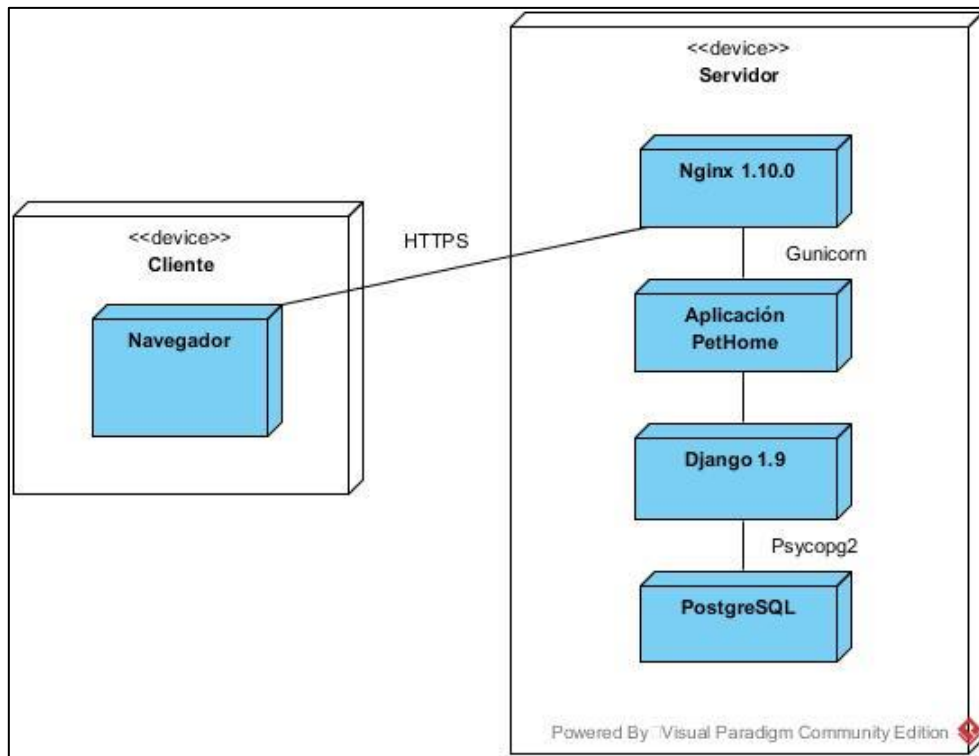 <<device>>
Servidor
Nginx 1.10.0
<<device>>
Cliente
HTTPS
Gunicorn
Navegador
Aplicación
PetHome
Django 1.9
Psycopg2
PostgreSQL
Powered By Visual Paradigm Community Edition